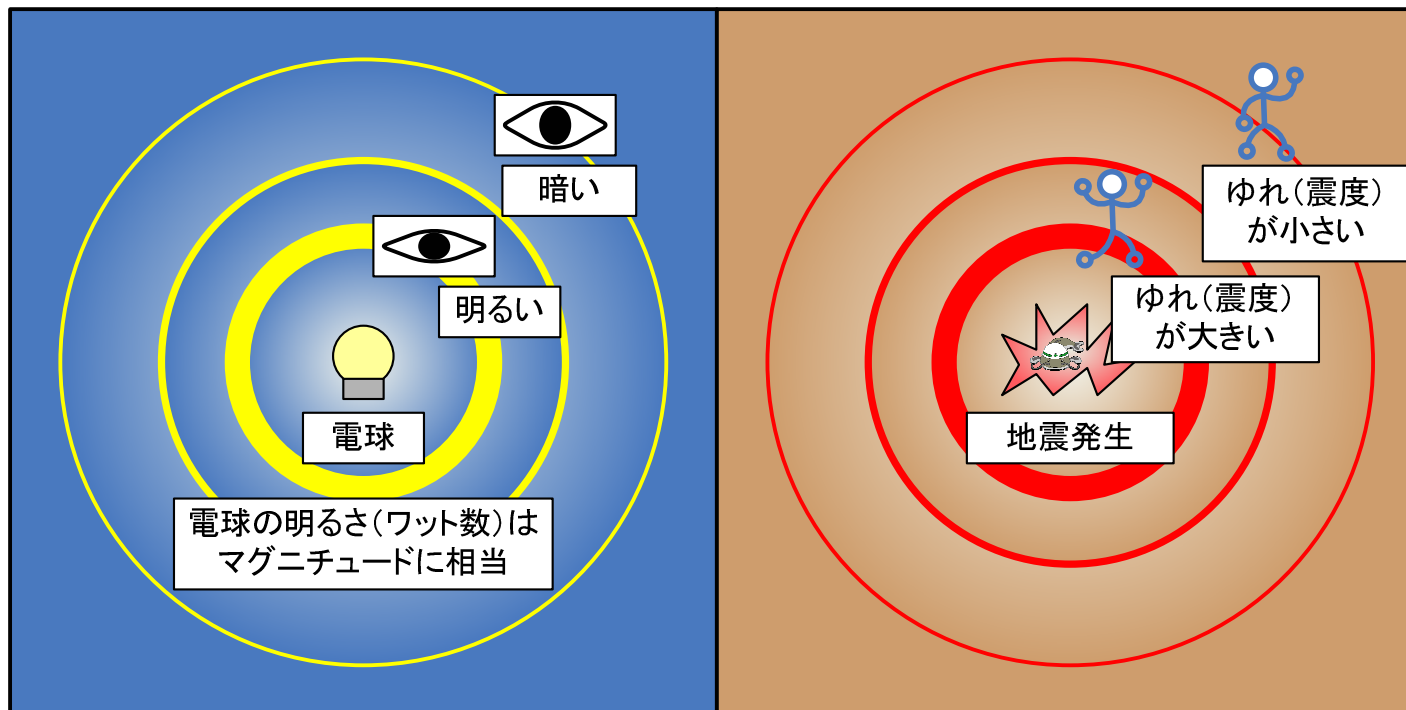 暗い
明るい
電球
電球の明るさ(ワット数)は
マグニチュードに相当
ゆれ(震度)
が小さい
ゆれ(震度)
が大きい
地震発生